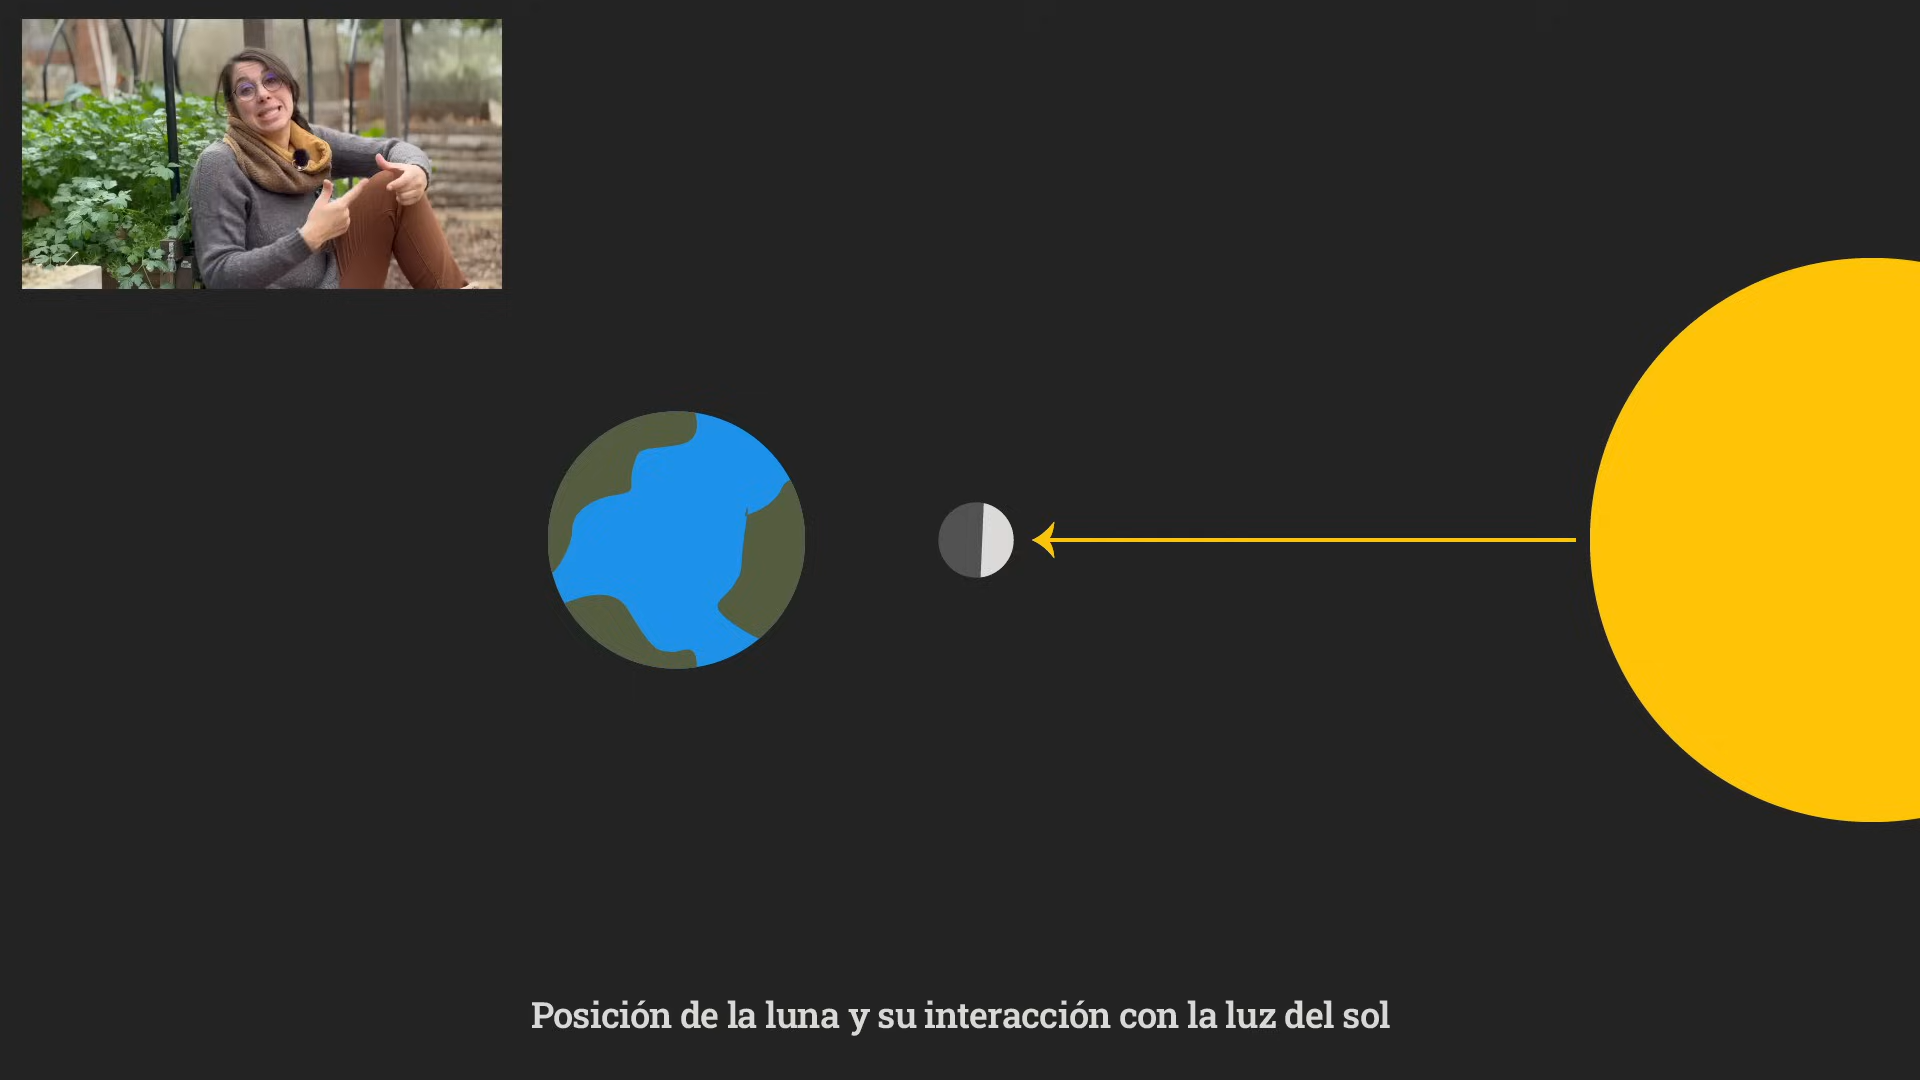 Posición de la luna y su interacción con la luz del sol